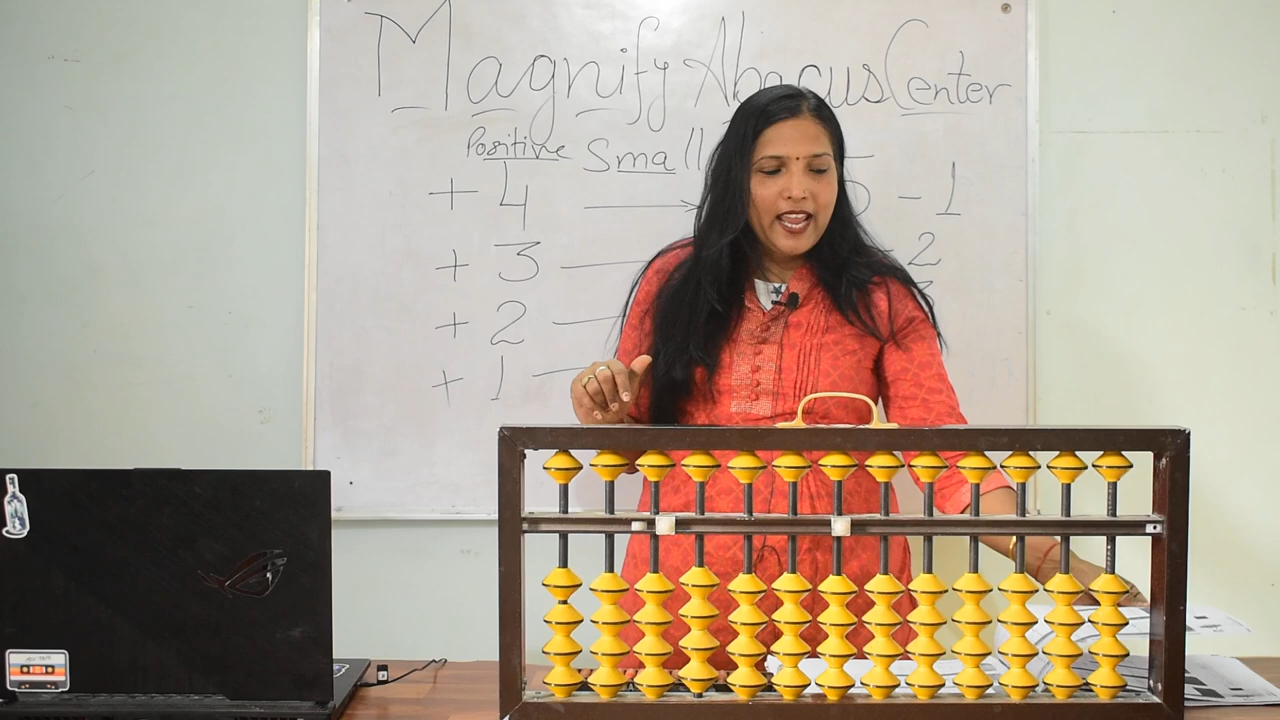 Magnify Abacus Center
Positive Small
+ 4 → 5 - 1
+ 3 - 2
+ 2
+ 1